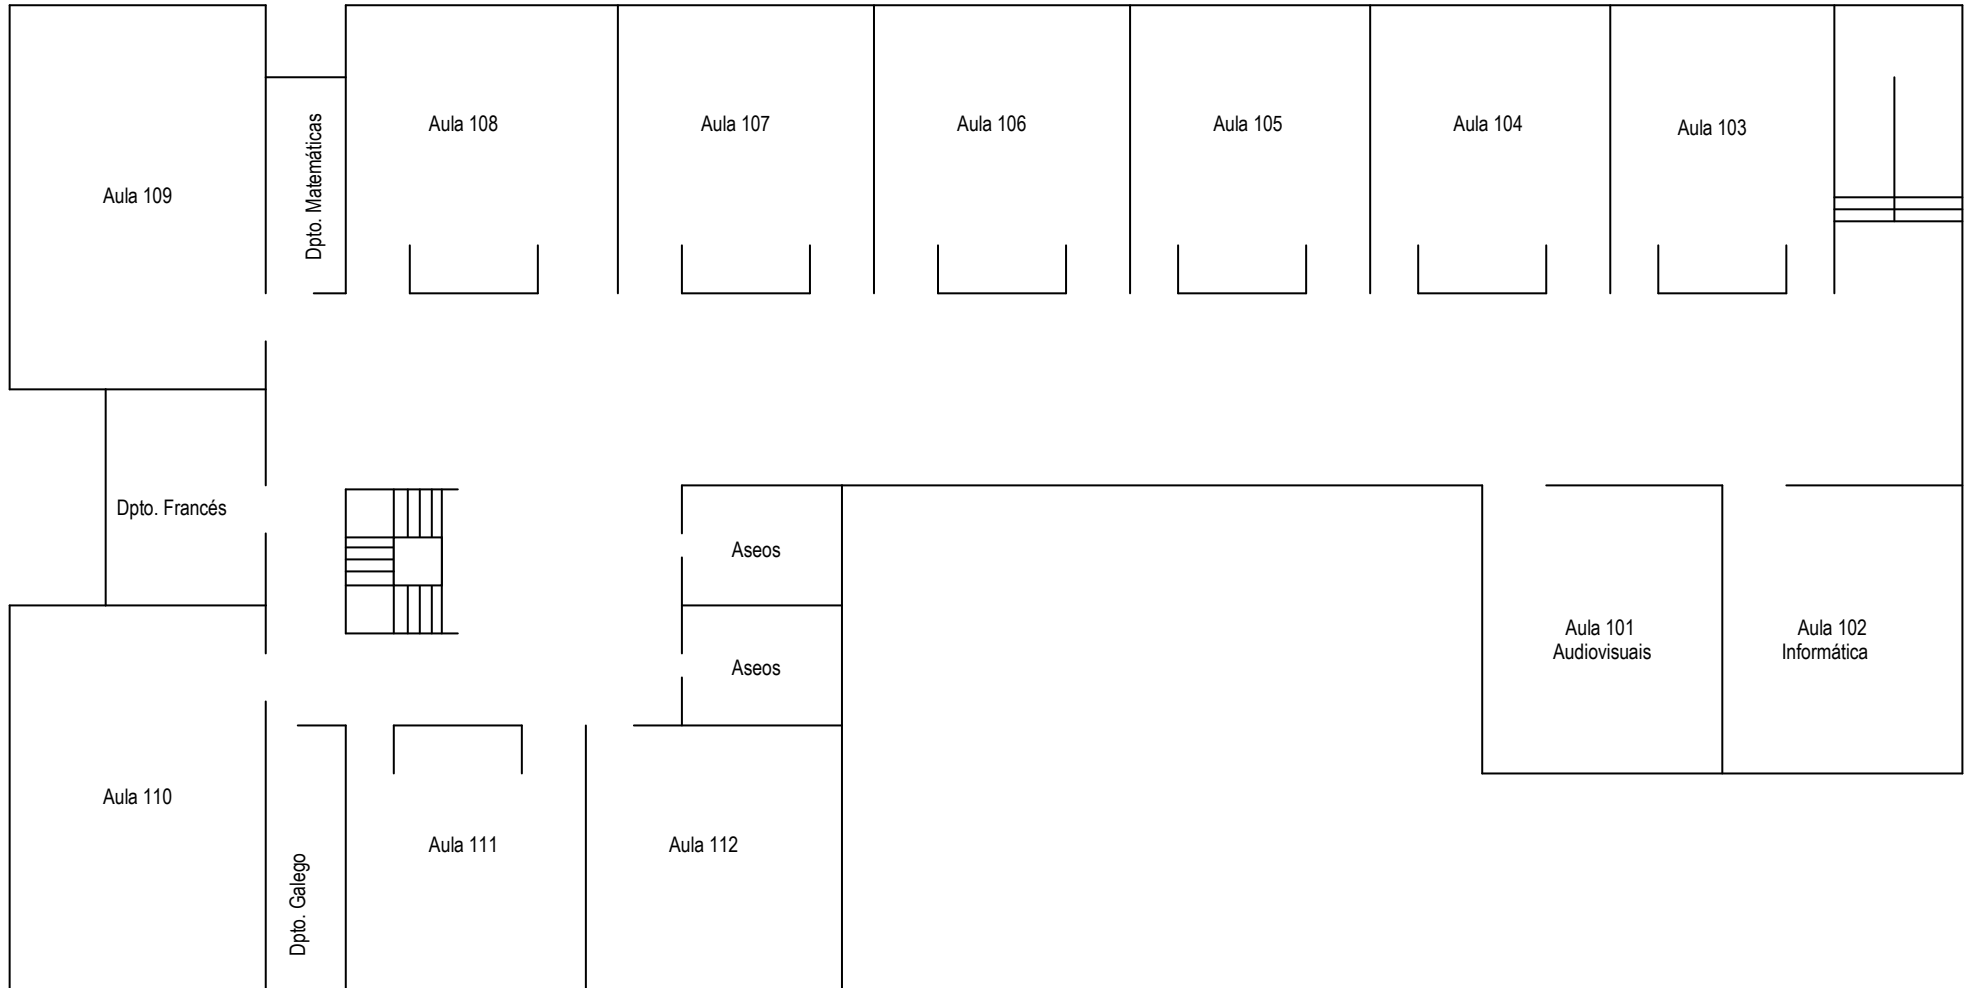 Aula 108
Aula 107
Aula 106
Aula 105
Aula 104
Aula 103
Dpto. Matemáticas
Aula 109
Dpto. Francés
Aseos
Aseos
Aula 101
Audiovisuais
Aula 102
Informática
Aula 110
Aula 111
Aula 112
Dpto. Galego